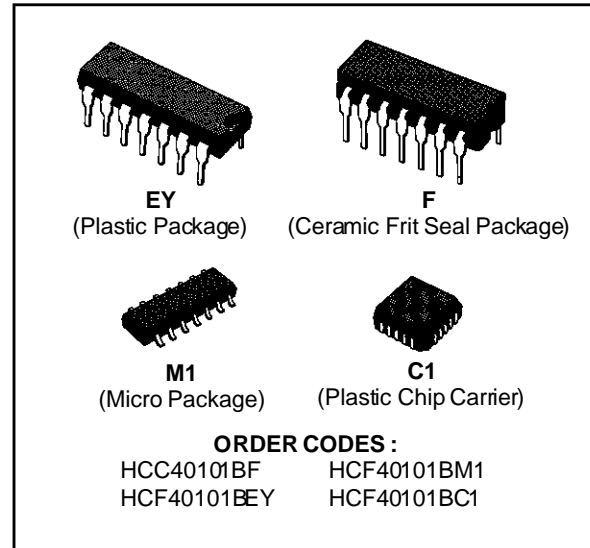 EY
(Plastic Package)
F
(Ceramic Frit Seal Package)
M1
(Micro Package)
C1
(Plastic Chip Carrier)
ORDER CODES :
HCC40101BF HCF40101BM1
HCF40101BEY HCF40101BC1